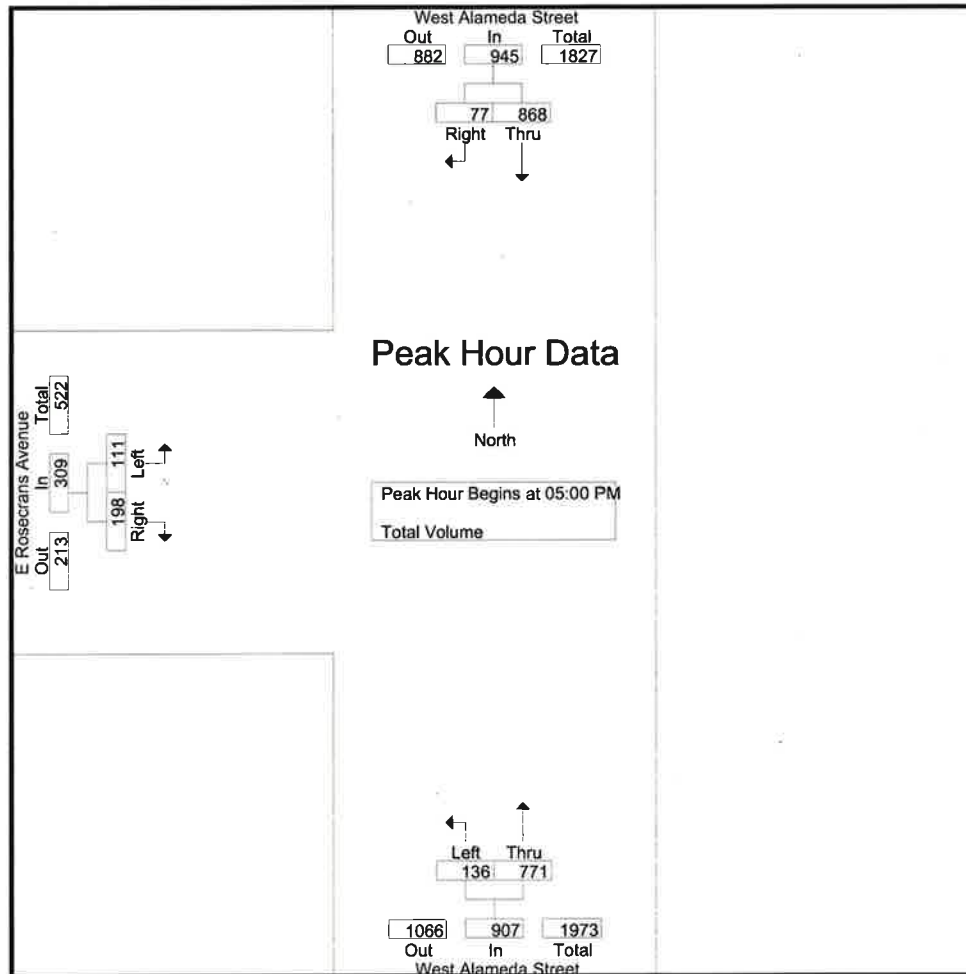 West Alameda Street
Out In Total
882 945 1827
77 868
Right Thru
Peak Hour Data
North
Peak Hour Begins at 05:00 PM
Total Volume
E Rosecrans Avenue
Out In Total
213 309 522
198 111
Right Left
Left Thru
136 771
1066 907 1973
Out In Total
West Alameda Street